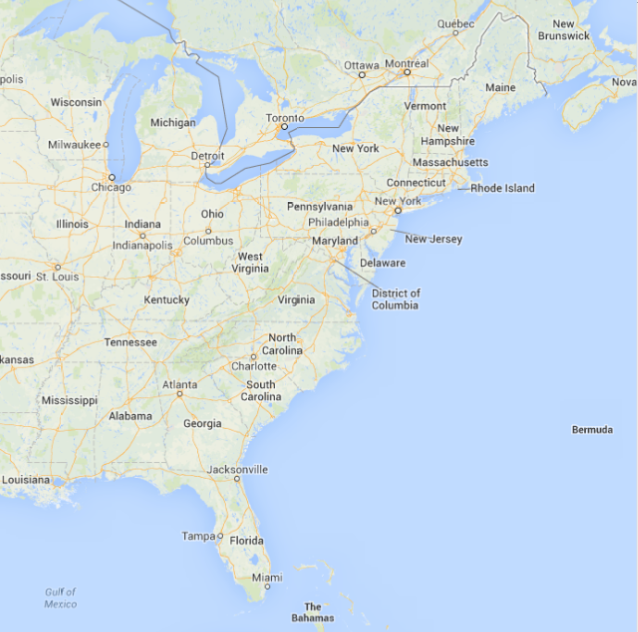 Québec
New
Brunswick
Ottawa
Montreal
polis
Maine
Nova
Wisconsin
Vermont
Michigan
Toronto
New
Hampshire
Milwaukee
New York
Detroit
Massachusetts
Chicago
Connecticut
Rhode Island
New York
Pennsylvania
Ohio
Illinois
Indiana
Philadelphia
Indianapolis
Columbus
Maryland
New Jersey
West
Virginia
Delaware
ssouri
St. Louis
Kentucky
Virginia
District of
Columbia
Tennessee
North
Carolina
kansas
Charlotte
Atlanta
South
Carolina
Mississippi
Alabama
Georgia
Bermuda
Jacksonville
Louisiana
Tampa
Florida
Miami
Gulf of
Mexico
The
Bahamas